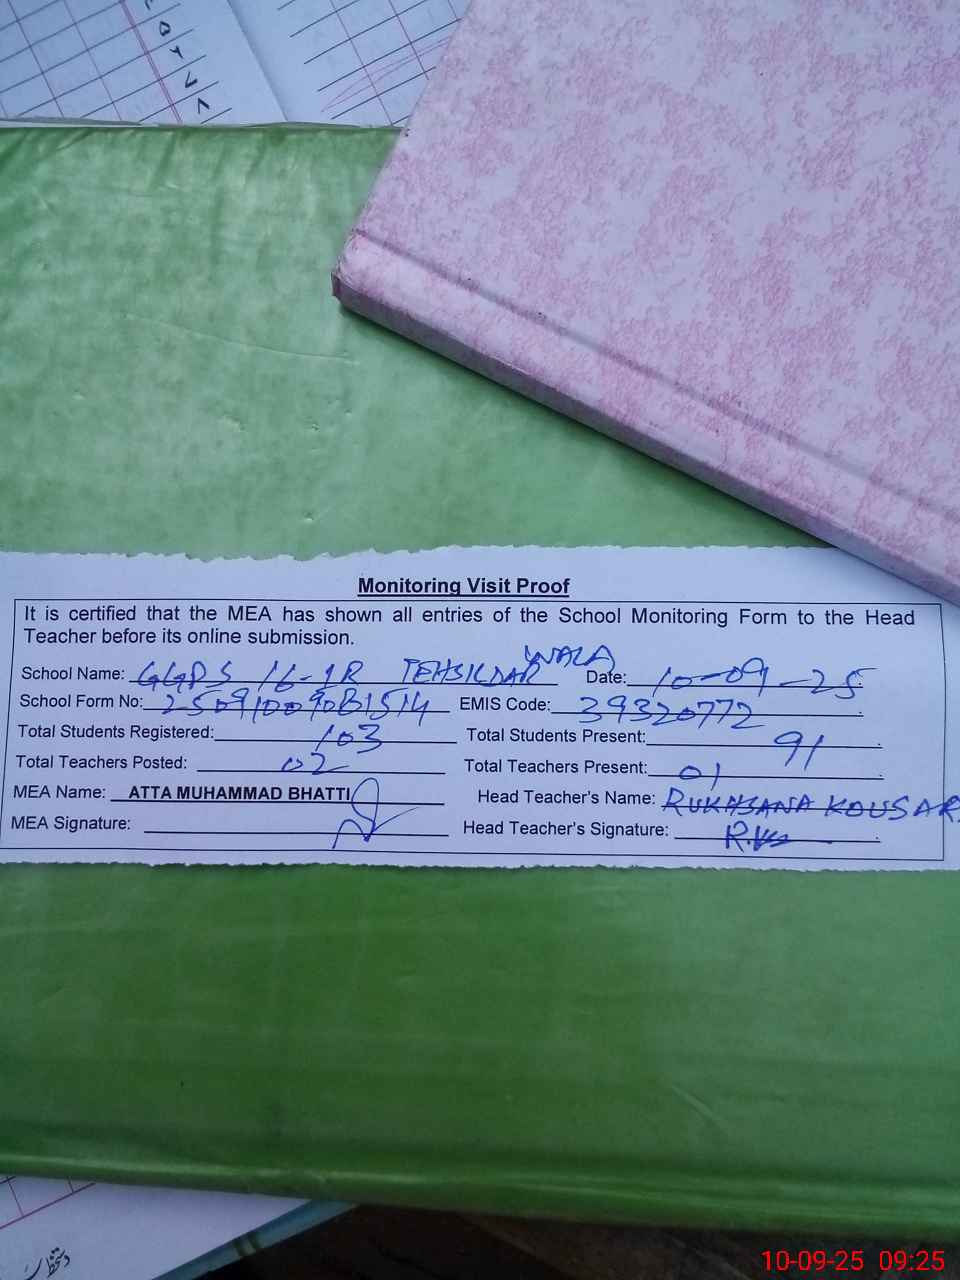 Monitoring Visit Proof
It is certified that the MEA has shown all entries of the School Monitoring Form to the Head
Teacher before its online submission.
School Name: GGPS 16-1R TEHSILDAR WALA Date: 10-09-25
School Form No: EMIS Code: 39320772
Total Students Registered: 103 Total Students Present: 91
Total Teachers Posted: 02 Total Teachers Present: 01
MEA Name: ATTA MUHAMMAD BHATTI Head Teacher's Name: RUKHSANA KOUSAR
MEA Signature: Head Teacher's Signature:
دستخط
10-09-25 09:25